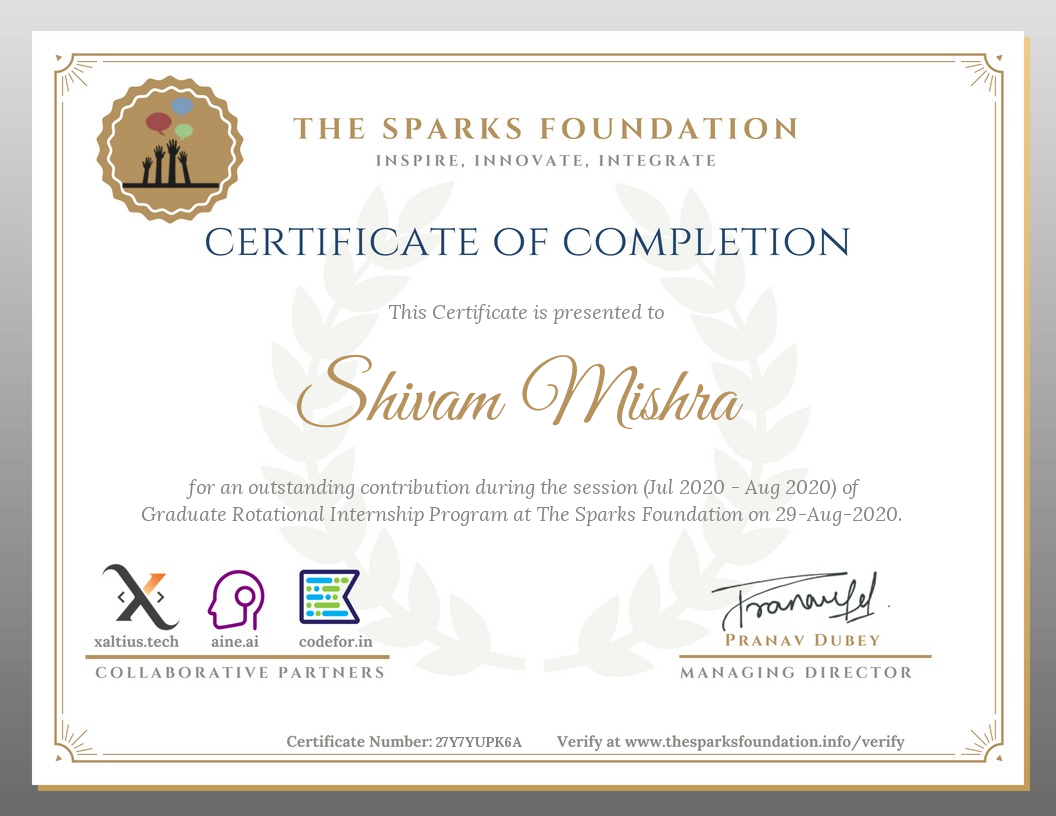 THE SPARKS FOUNDATION
INSPIRE, INNOVATE, INTEGRATE
CERTIFICATE OF COMPLETION
This Certificate is presented to
Shivam Mishra
for an outstanding contribution during the session (Jul 2020 - Aug 2020) of
Graduate Rotational Internship Program at The Sparks Foundation on 29-Aug-2020.
xaltius.tech aine.ai codefor.in
COLLABORATIVE PARTNERS
PRANAV DUBEY
MANAGING DIRECTOR
Certificate Number: 27Y7YUPK6A Verify at www.thesparksfoundation.info/verify